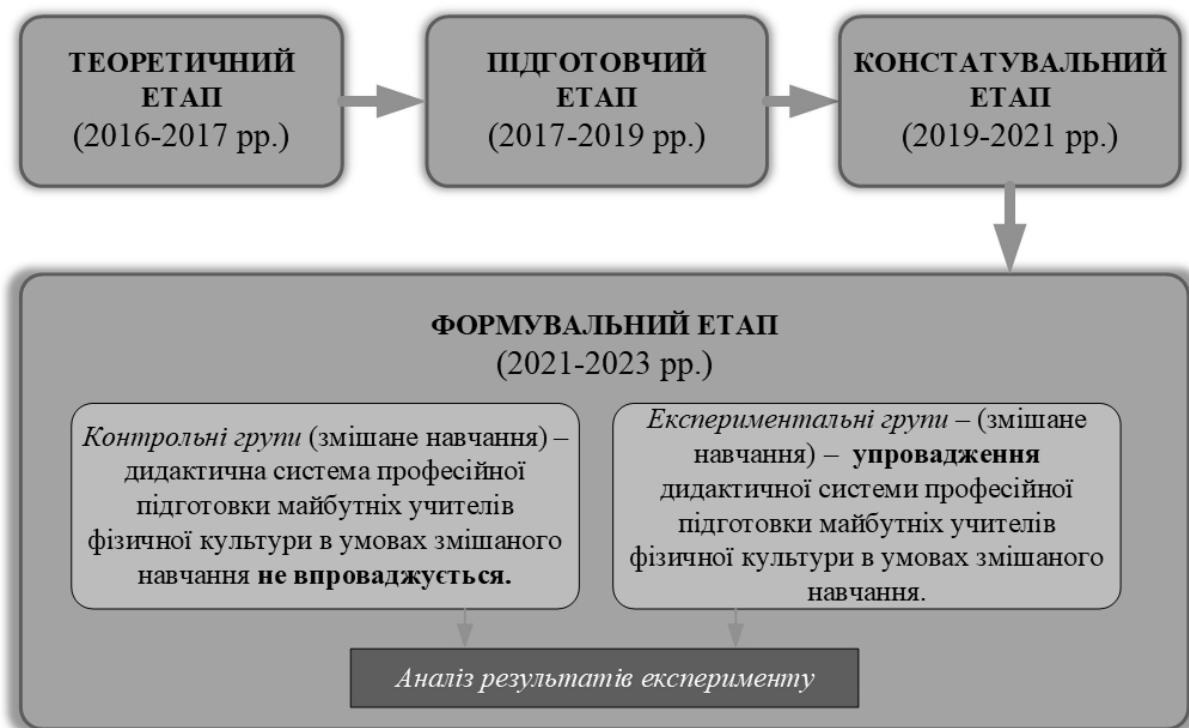 ТЕОРЕТИЧНИЙ
ЕТАП
(2016-2017 рр.)
ПІДГОТОВЧИЙ
ЕТАП
(2017-2019 рр.)
КОНСТАТУВАЛЬНИЙ
ЕТАП
(2019-2021 рр.)
ФОРМУВАЛЬНИЙ ЕТАП
(2021-2023 рр.)
Контрольні групи (змішане навчання) –
дидактична система професійної
підготовки майбутніх учителів
фізичної культури в умовах змішаного
навчання не впроваджується.
Експериментальні групи – (змішане
навчання) – упровадження
дидактичної системи професійної
підготовки майбутніх учителів
фізичної культури в умовах змішаного
навчання.
Аналіз результатів експерименту